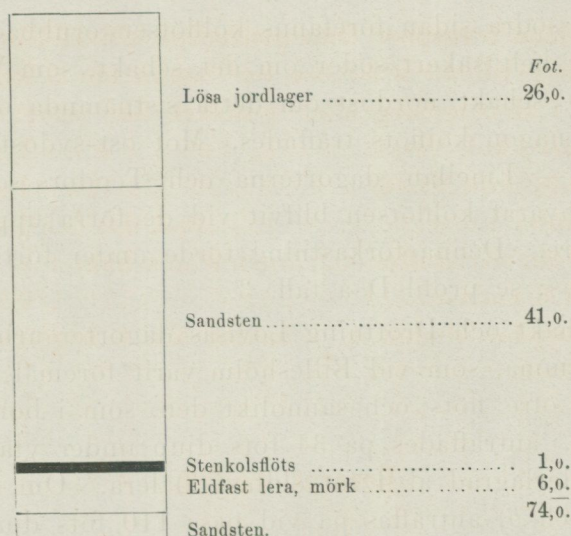 Fot.
Lösa jordlager .................... 26,0.
Sandsten.............................. 41,0.
Stenkolsflöts ..................... 1,0.
Eldfast lera, mörk ............ 6,0.
74,0.
Sandsten.